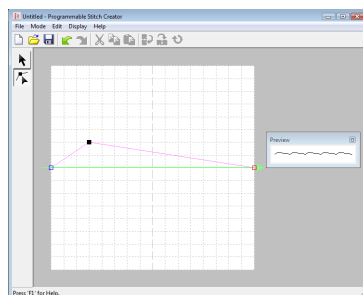 Untitled - Programmable Stitch Creator
File Mode Edit Display Help
Preview
Press 'F1' for Help.